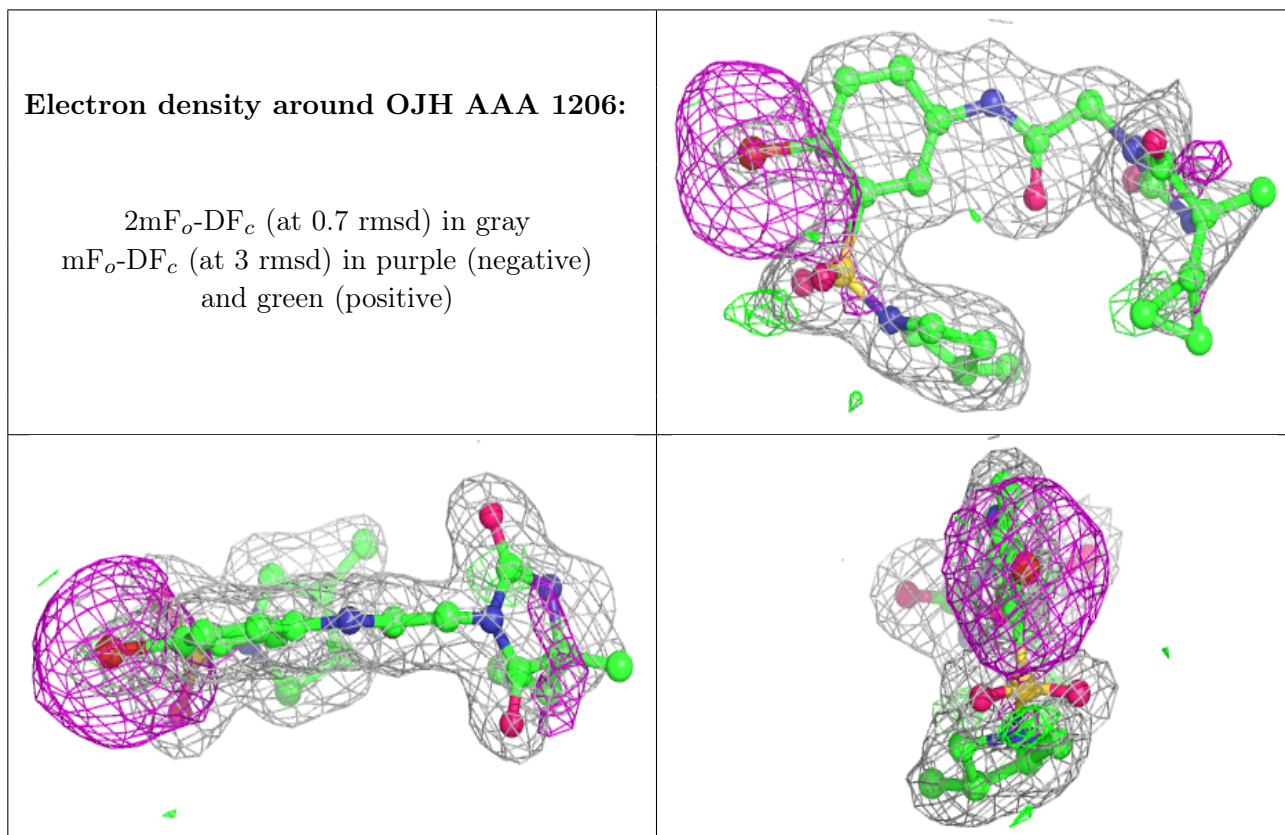 Electron density around OJH AAA 1206:
2mFₒ-DF𝒸 (at 0.7 rmsd) in gray
mFₒ-DF𝒸 (at 3 rmsd) in purple (negative)
and green (positive)